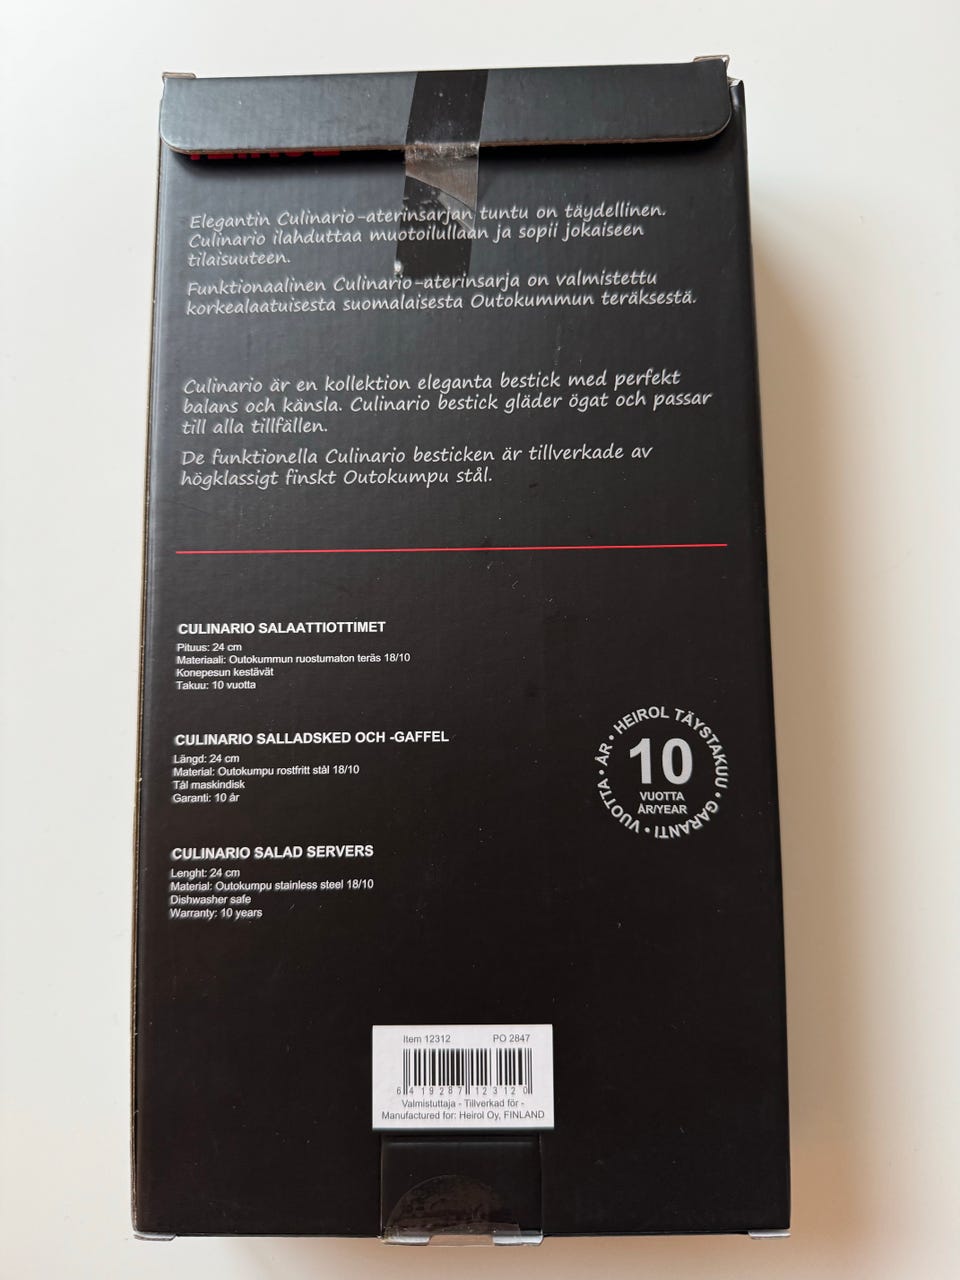 Elegantin Culinario-aterinsarjan tuntu on täydellinen.
Culinario ilahduttaa muotoilullaan ja sopii jokaiseen
tilaisuuteen.
Funktionaalinen Culinario-aterinsarja on valmistettu
korkealaatuisesta suomalaisesta Outokummun teräksestä.
Culinario är en kollektion eleganta bestick med perfekt
balans och känsla. Culinario bestick gläder ögat och passar
till alla tillfällen.
De funktionella Culinario besticken är tillverkade av
högklassigt finskt Outokumpu stål.
CULINARIO SALAATTIOTTIMET
Pituus: 24 cm
Materiaali: Outokummun ruostumaton teräs 18/10
Konepesun kestävät
Takuu: 10 vuotta
CULINARIO SALLADSKED OCH -GAFFEL
Längd: 24 cm
Material: Outokumpu rostfritt stål 18/10
Tål maskindisk
Garanti: 10 år
CULINARIO SALAD SERVERS
Lenght: 24 cm
Material: Outokumpu stainless steel 18/10
Dishwasher safe
Warranty: 10 years
• HEIROL TÄYSTAKUU • GARANTI • VUOTTA • ÅR
10
VUOTTA
ÅR/YEAR
Item 12312 PO 2847
6 419287 123120
Valmistuttaja - Tillverkad för -
Manufactured for: Heirol Oy, FINLAND